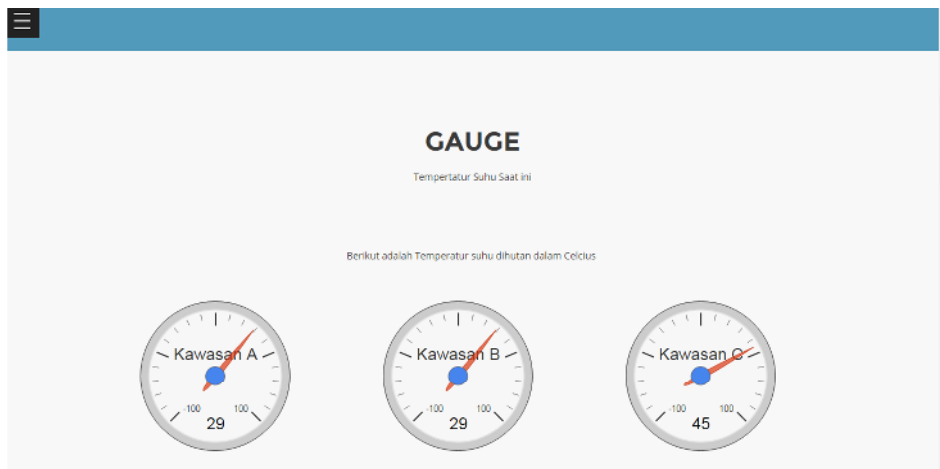 GAUGE
Tempertatur Suhu Saat ini
Berikut adalah Temperatur suhu dihutan dalam Celcius
Kawasan A
-100 100
29
Kawasan B
-100 100
29
Kawasan C
-100 100
45